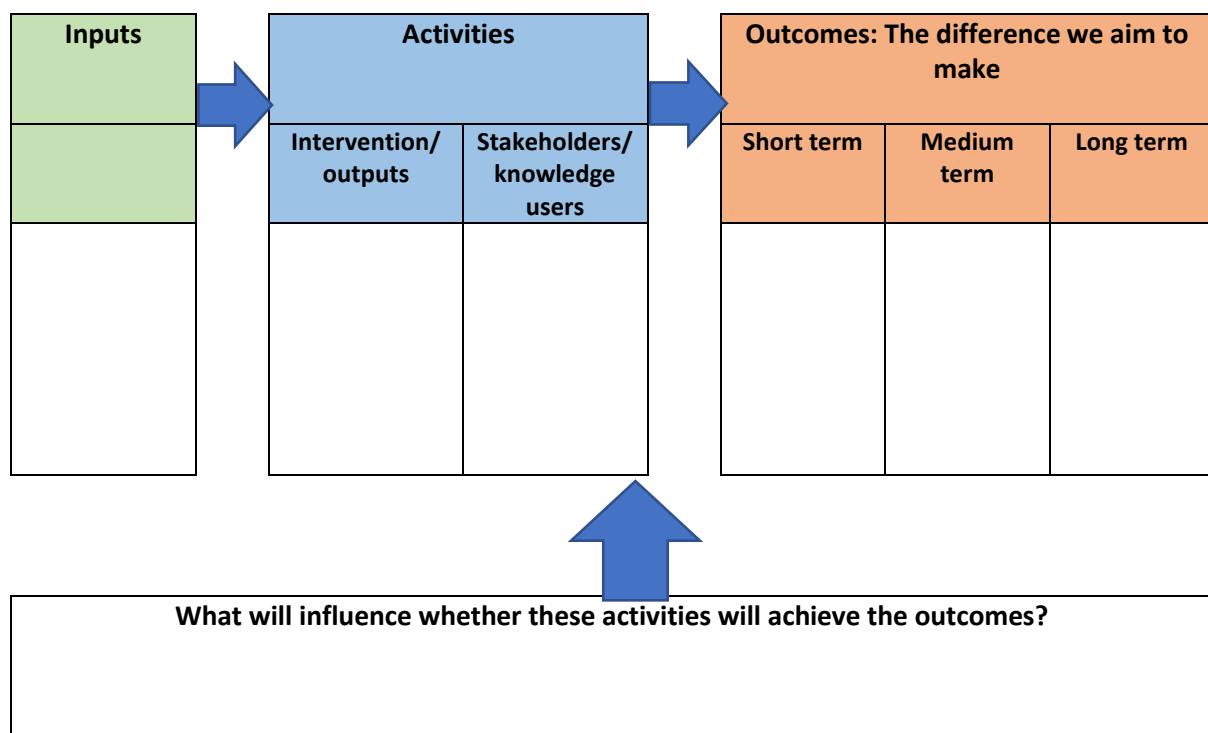 Inputs
Activities
Outcomes: The difference we aim to
make
Intervention/
outputs
Stakeholders/
knowledge
users
Short term
Medium
term
Long term
What will influence whether these activities will achieve the outcomes?